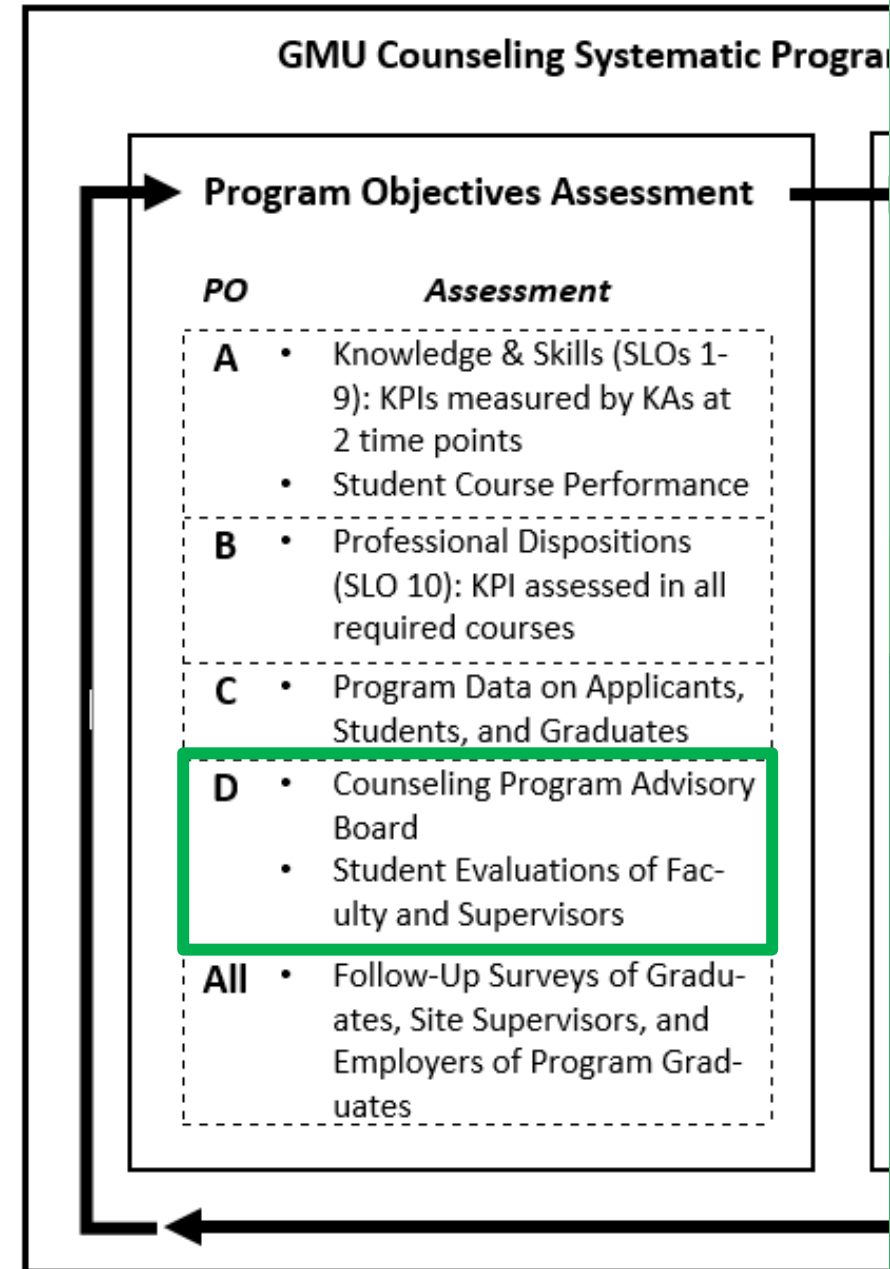 GMU Counseling Systematic Progra
Program Objectives Assessment
PO Assessment
A • Knowledge & Skills (SLOs 1-
9): KPIs measured by KAs at
2 time points
• Student Course Performance
B • Professional Dispositions
(SLO 10): KPI assessed in all
required courses
C • Program Data on Applicants,
Students, and Graduates
D • Counseling Program Advisory
Board
• Student Evaluations of Fac-
ulty and Supervisors
All • Follow-Up Surveys of Gradu-
ates, Site Supervisors, and
Employers of Program Grad-
uates